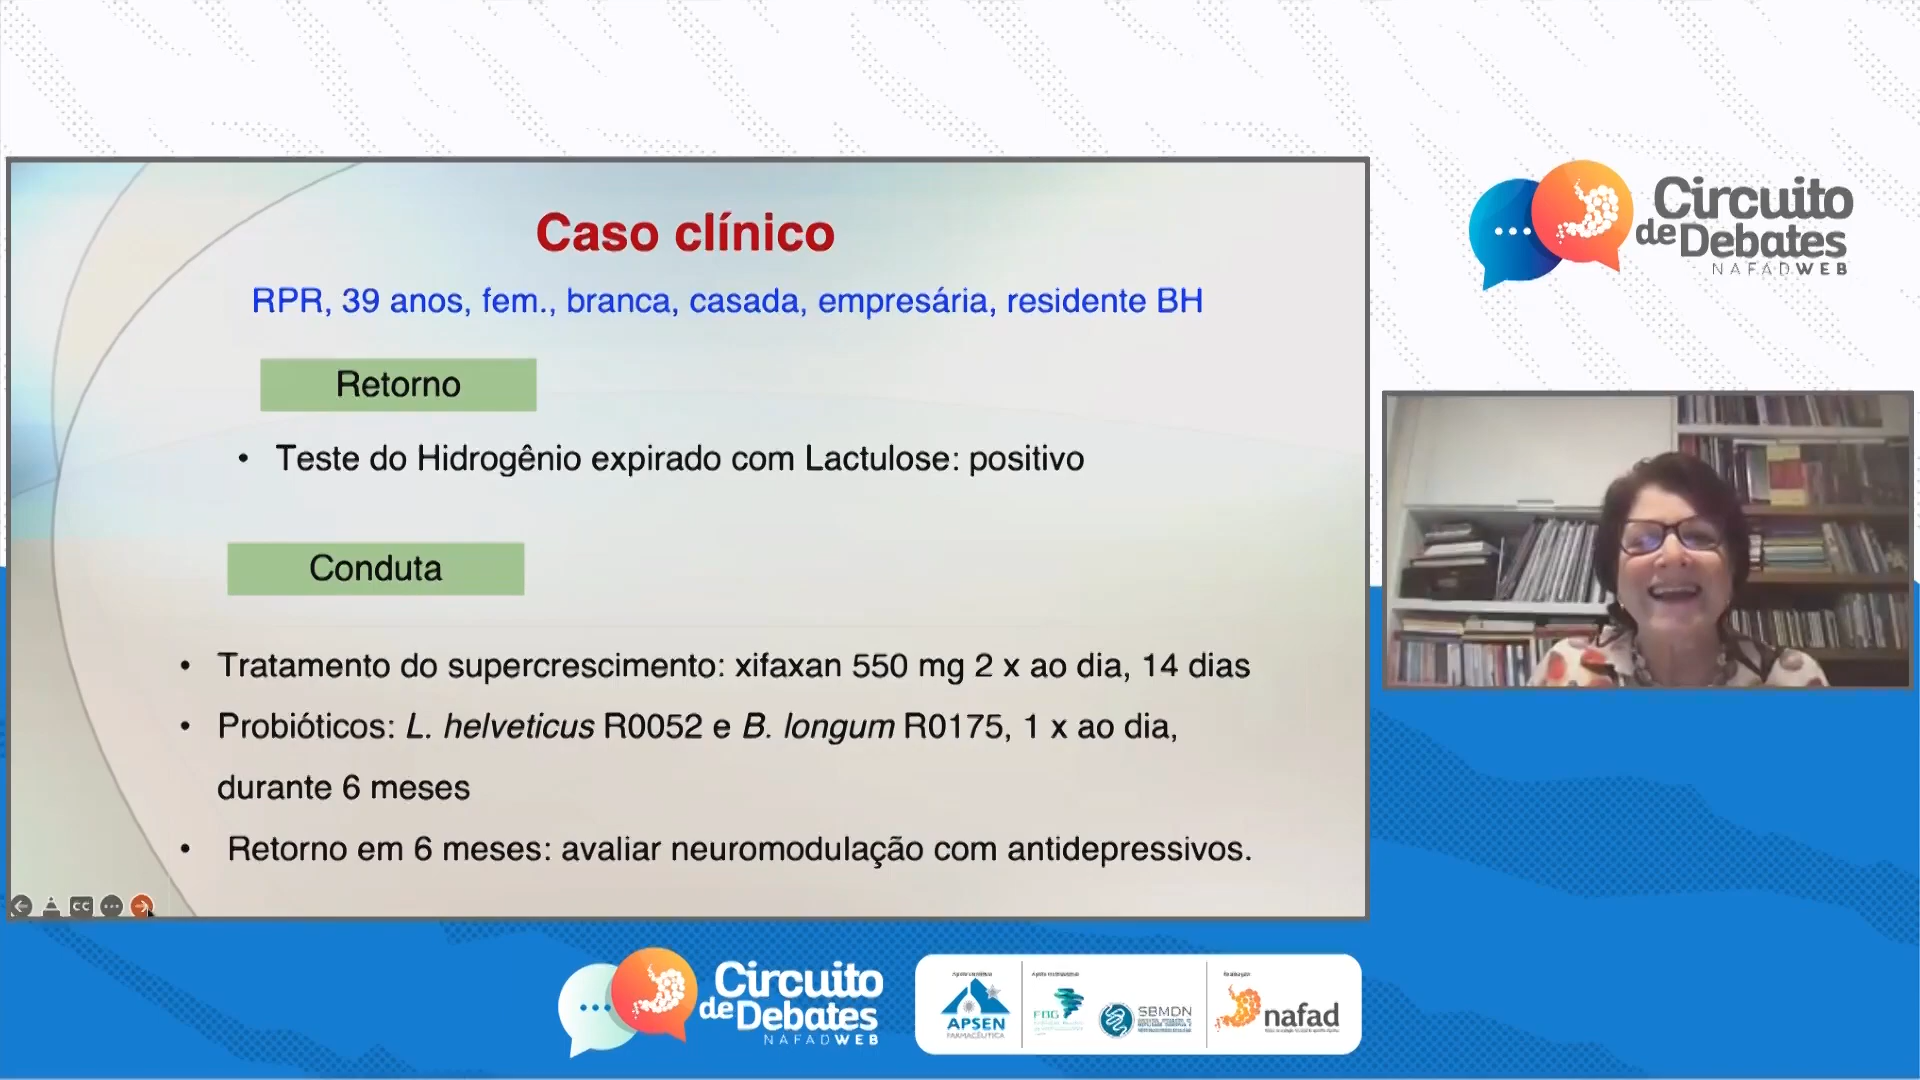 Caso clínico
RPR, 39 anos, fem., branca, casada, empresária, residente BH
Retorno
• Teste do Hidrogênio expirado com Lactulose: positivo
Conduta
• Tratamento do supercrescimento: xifaxan 550 mg 2 x ao dia, 14 dias
• Probióticos: L. helveticus R0052 e B. longum R0175, 1 x ao dia,
durante 6 meses
• Retorno em 6 meses: avaliar neuromodulação com antidepressivos.
CC
Circuito
de Debates
NAFADWEB
Circuito
de Debates
NAFADWEB
APSEN
FARMACÊUTICA
FBG
SBMDN
nafad